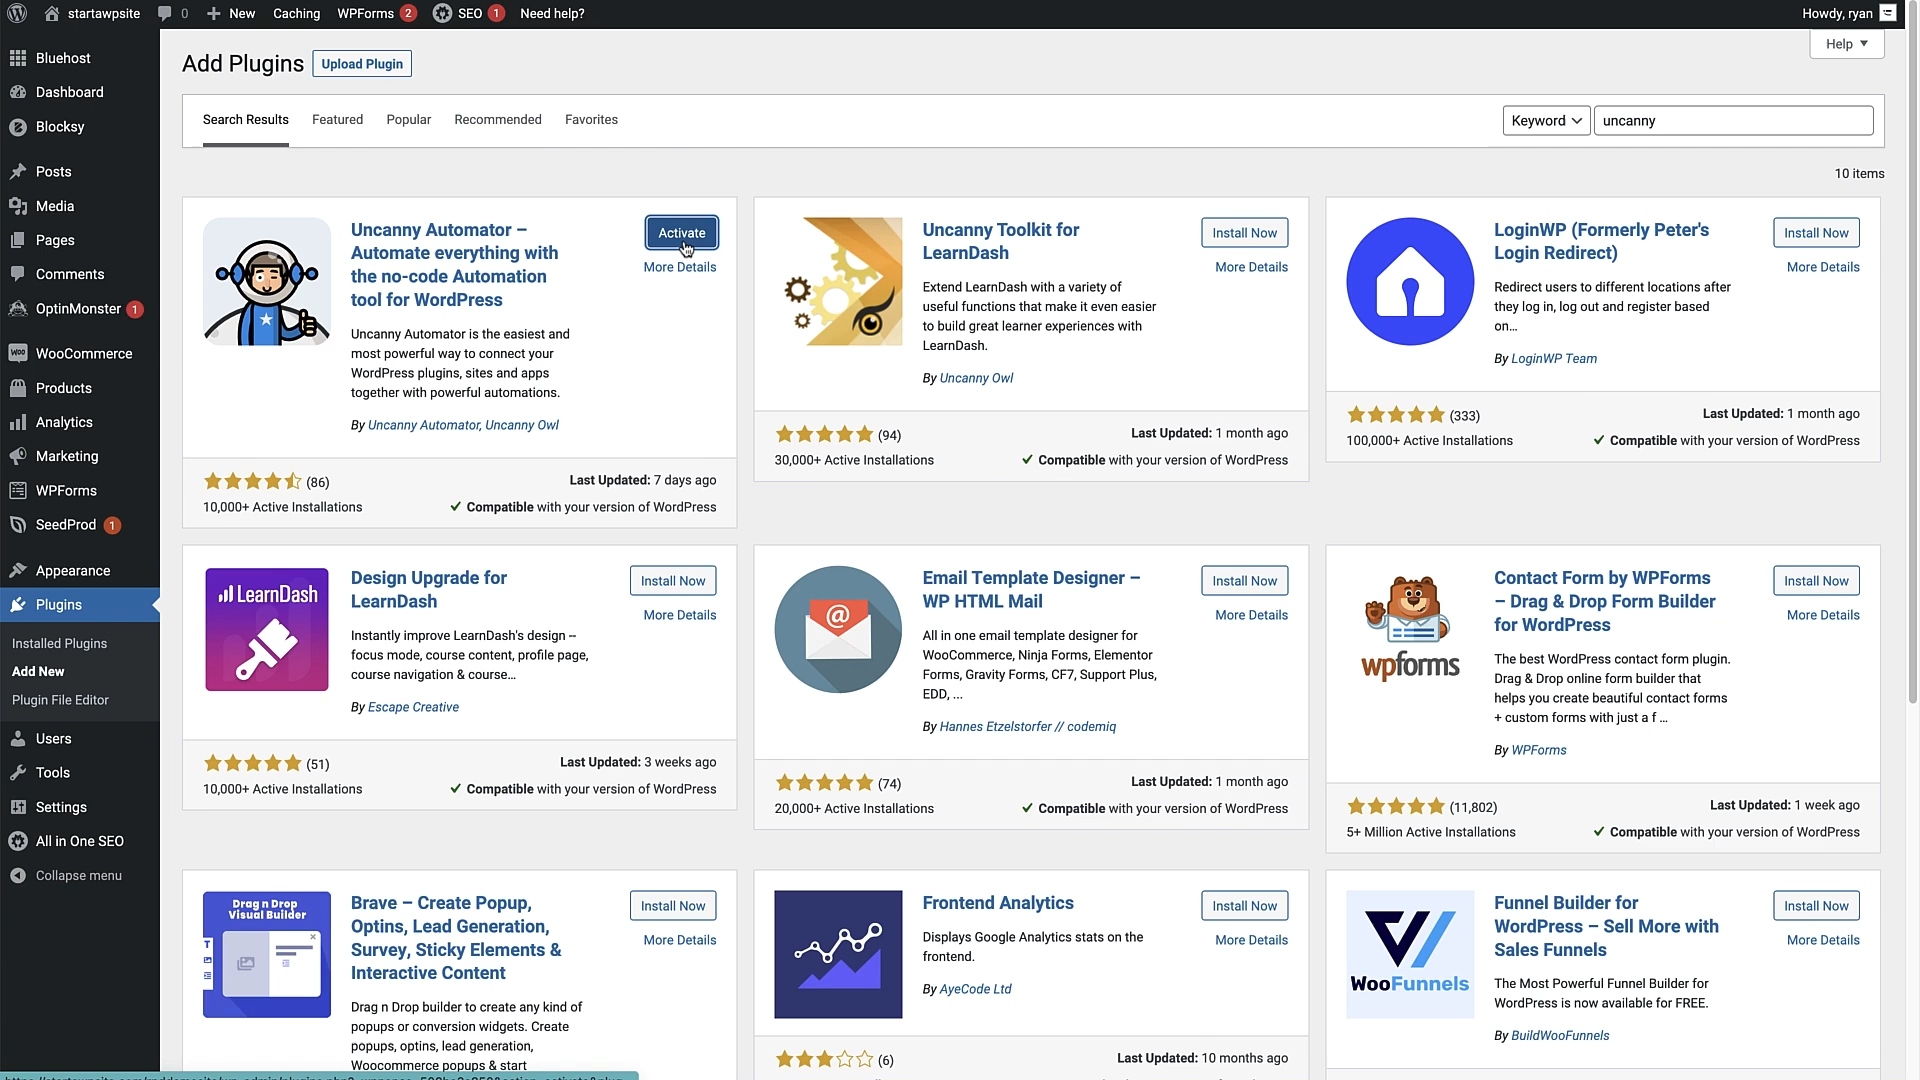 startawpsite 0 New Caching WPForms 2 SEO 1 Need help? Howdy, ryan
Help
Bluehost
Dashboard
Blocksy
Posts
Media
Pages
Comments
OptinMonster 1
WooCommerce
Products
Analytics
Marketing
WPForms
SeedProd 1
Appearance
Plugins
Installed Plugins
Add New
Plugin File Editor
Users
Tools
Settings
All in One SEO
Collapse menu
Add Plugins Upload Plugin
Search Results Featured Popular Recommended Favorites Keyword uncanny
10 items
Uncanny Automator –
Automate everything with
the no-code Automation
tool for WordPress
Activate
More Details
Uncanny Automator is the easiest and
most powerful way to connect your
WordPress plugins, sites and apps
together with powerful automations.
By Uncanny Automator, Uncanny Owl
(86)
Last Updated: 7 days ago
10,000+ Active Installations
Compatible with your version of WordPress
Uncanny Toolkit for
LearnDash
Install Now
More Details
Extend LearnDash with a variety of
useful functions that make it even easier
to build great learner experiences with
LearnDash.
By Uncanny Owl
(94)
Last Updated: 1 month ago
30,000+ Active Installations
Compatible with your version of WordPress
LoginWP (Formerly Peter's
Login Redirect)
Install Now
More Details
Redirect users to different locations after
they log in, log out and register based
on…
By LoginWP Team
(333)
Last Updated: 1 month ago
100,000+ Active Installations
Compatible with your version of WordPress
LearnDash
Design Upgrade for
LearnDash
Install Now
More Details
Instantly improve LearnDash's design --
focus mode, course content, profile page,
course navigation & course…
By Escape Creative
(51)
Last Updated: 3 weeks ago
10,000+ Active Installations
Compatible with your version of WordPress
@
Email Template Designer –
WP HTML Mail
Install Now
More Details
All in one email template designer for
WooCommerce, Ninja Forms, Elementor
Forms, Gravity Forms, CF7, Support Plus,
EDD, ...
By Hannes Etzelstorfer // codemiq
(74)
Last Updated: 1 month ago
20,000+ Active Installations
Compatible with your version of WordPress
wpforms
Contact Form by WPForms
– Drag & Drop Form Builder
for WordPress
Install Now
More Details
The best WordPress contact form plugin.
Drag & Drop online form builder that
helps you create beautiful contact forms
+ custom forms with just a f …
By WPForms
(11,802)
Last Updated: 1 week ago
5+ Million Active Installations
Compatible with your version of WordPress
Drag n Drop
Visual Builder
Brave – Create Popup,
Optins, Lead Generation,
Survey, Sticky Elements &
Interactive Content
Install Now
More Details
Drag n Drop builder to create any kind of
popups or conversion widgets. Create
popups, optins, lead generation,
Woocommerce popups & start
Frontend Analytics
Install Now
More Details
Displays Google Analytics stats on the
frontend.
By AyeCode Ltd
(6)
Last Updated: 10 months ago
WooFunnels
Funnel Builder for
WordPress – Sell More with
Sales Funnels
Install Now
More Details
The Most Powerful Funnel Builder for
WordPress is now available for FREE.
By BuildWooFunnels